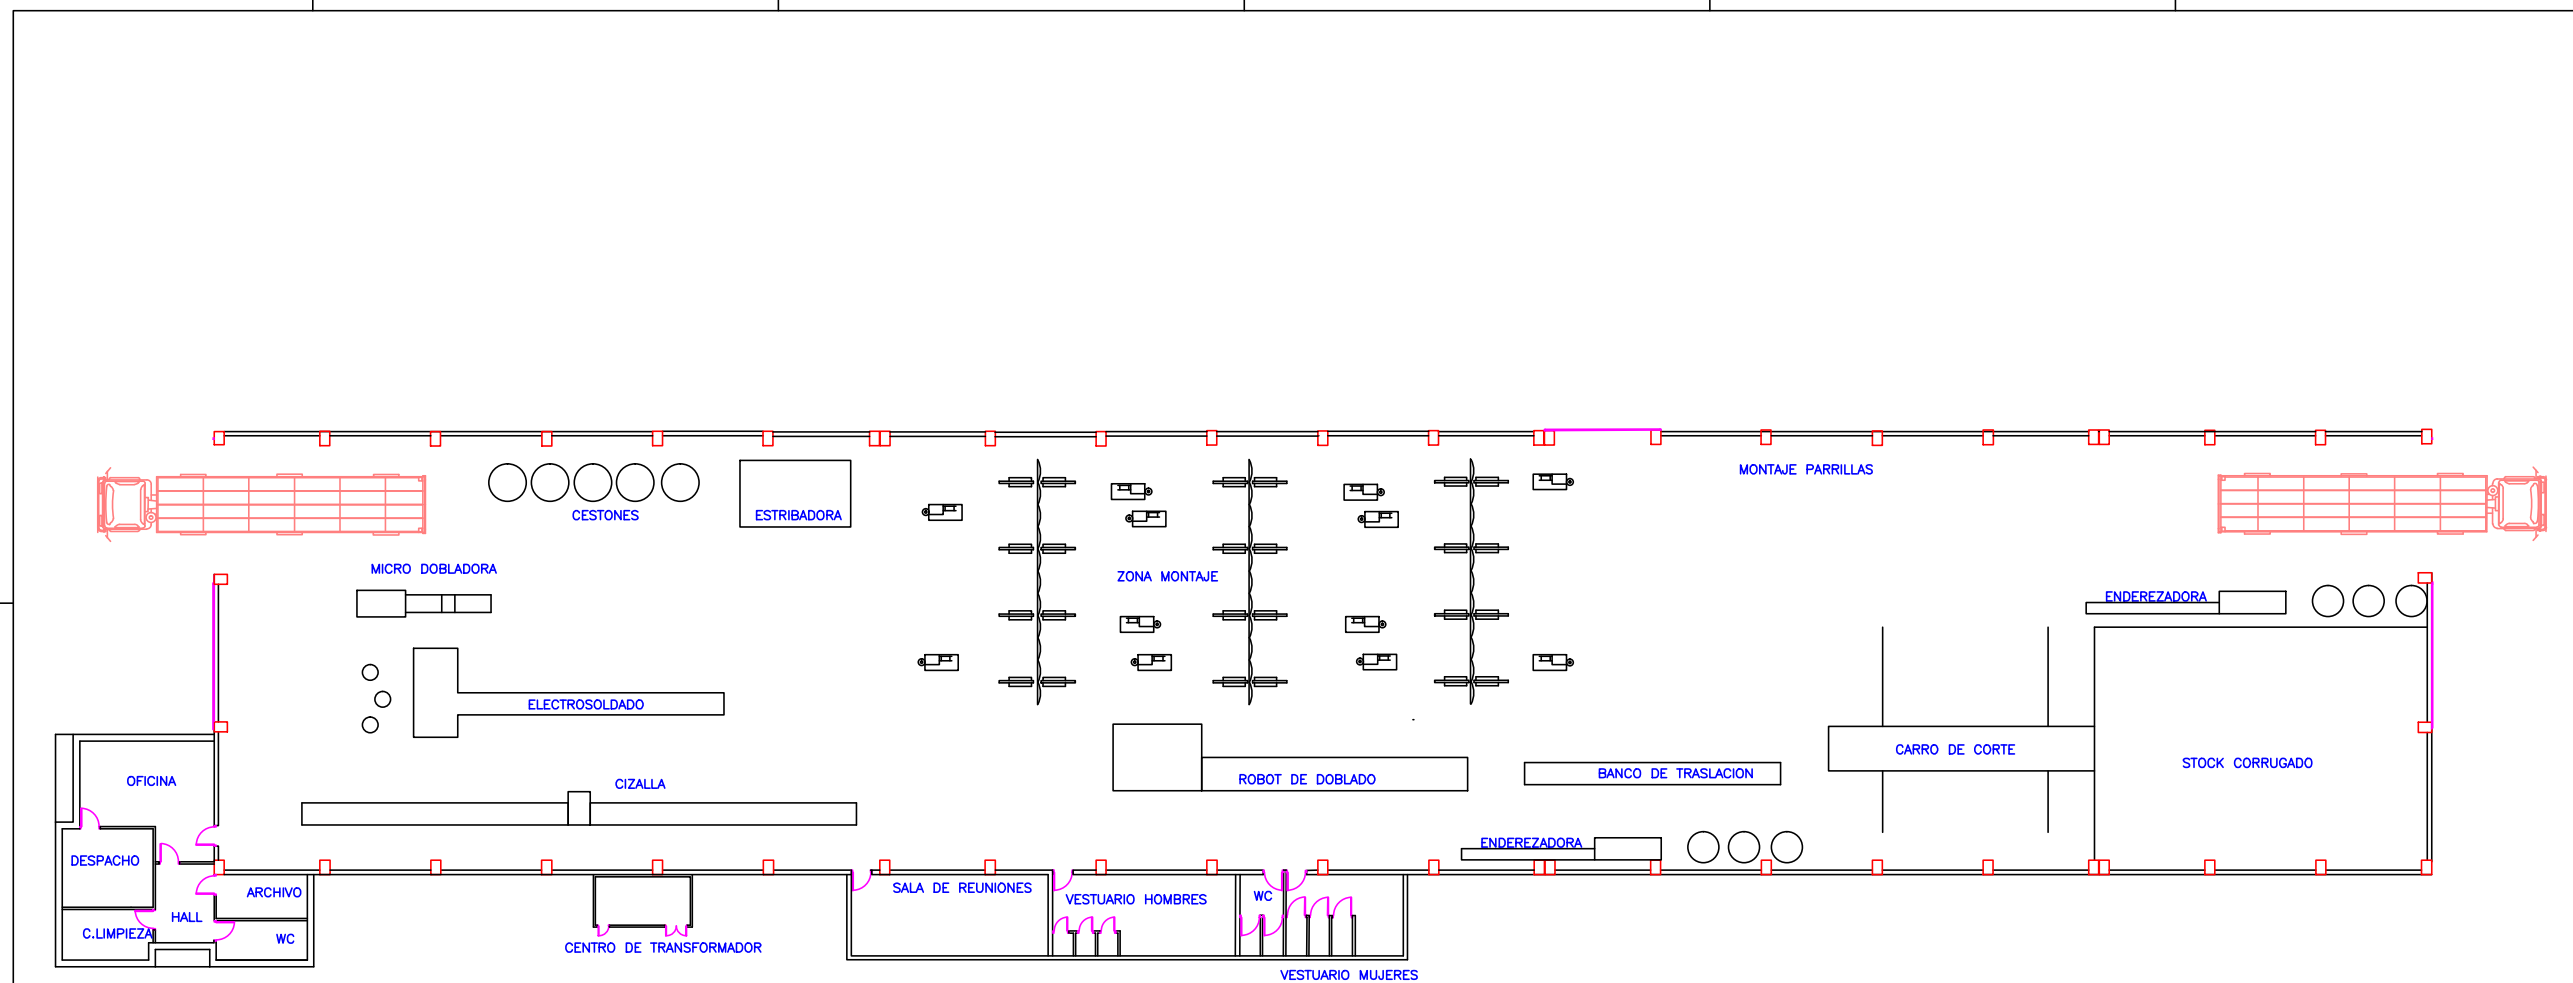 MONTAJE PARRILLAS
CESTONES
ESTRIBADORA
MICRO DOBLADORA
ZONA MONTAJE
ENDEREZADORA
ELECTROSOLDADO
CARRO DE CORTE
STOCK CORRUGADO
OFICINA
CIZALLA
ROBOT DE DOBLADO
BANCO DE TRASLACION
ENDEREZADORA
DESPACHO
ARCHIVO
SALA DE REUNIONES
VESTUARIO HOMBRES
WC
HALL
C.LIMPIEZA
WC
CENTRO DE TRANSFORMADOR
VESTUARIO MUJERES